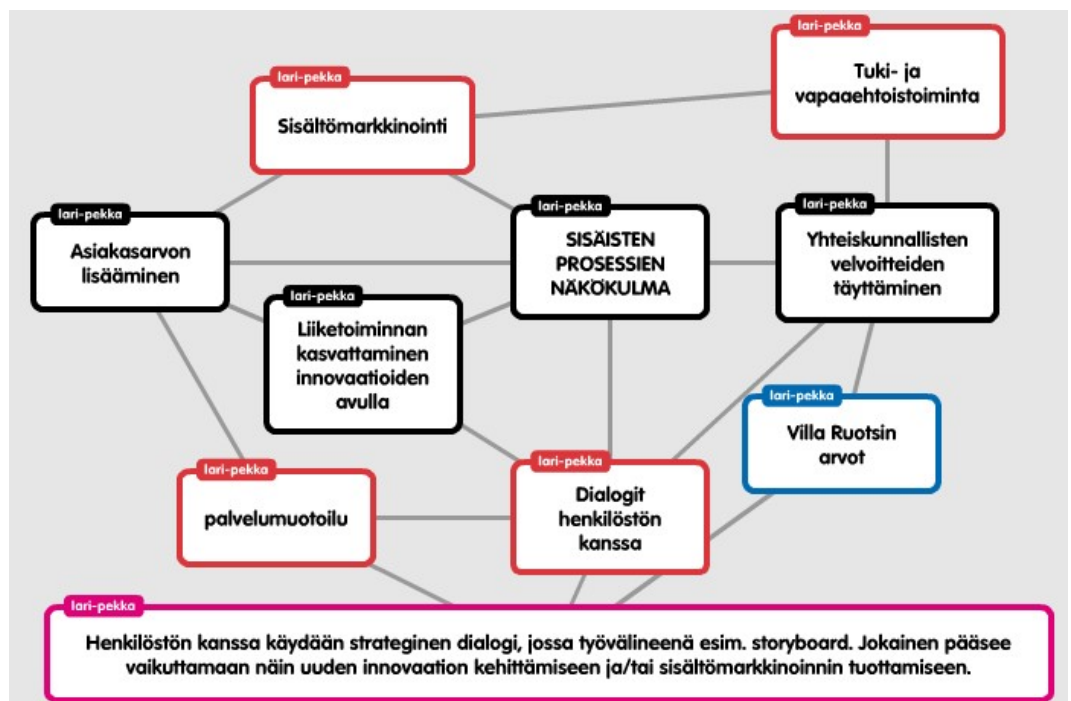 lari-pekka
Tuki- ja
vapaaehtoistoiminta
lari-pekka
Sisältömarkkinointi
lari-pekka
Asiakasarvon
lisääminen
lari-pekka
SISÄISTEN
PROSESSIEN
NÄKÖKULMA
lari-pekka
Yhteiskunnallisten
velvoitteiden
täyttäminen
lari-pekka
Liiketoiminnan
kasvattaminen
innovaatioiden
avulla
lari-pekka
Villa Ruotsin
arvot
lari-pekka
palvelumuotoilu
lari-pekka
Dialogit
henkilöstön
kanssa
lari-pekka
Henkilöstön kanssa käydään strateginen dialogi, jossa työvälineenä esim. storyboard. Jokainen pääsee
vaikuttamaan näin uuden innovaation kehittämiseen ja/tai sisältömarkkinoinnin tuottamiseen.